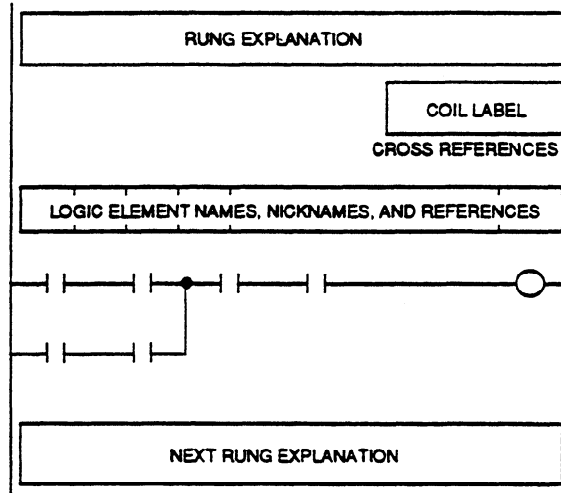 RUNG EXPLANATION
COIL LABEL
CROSS REFERENCES
LOGIC ELEMENT NAMES, NICKNAMES, AND REFERENCES
NEXT RUNG EXPLANATION